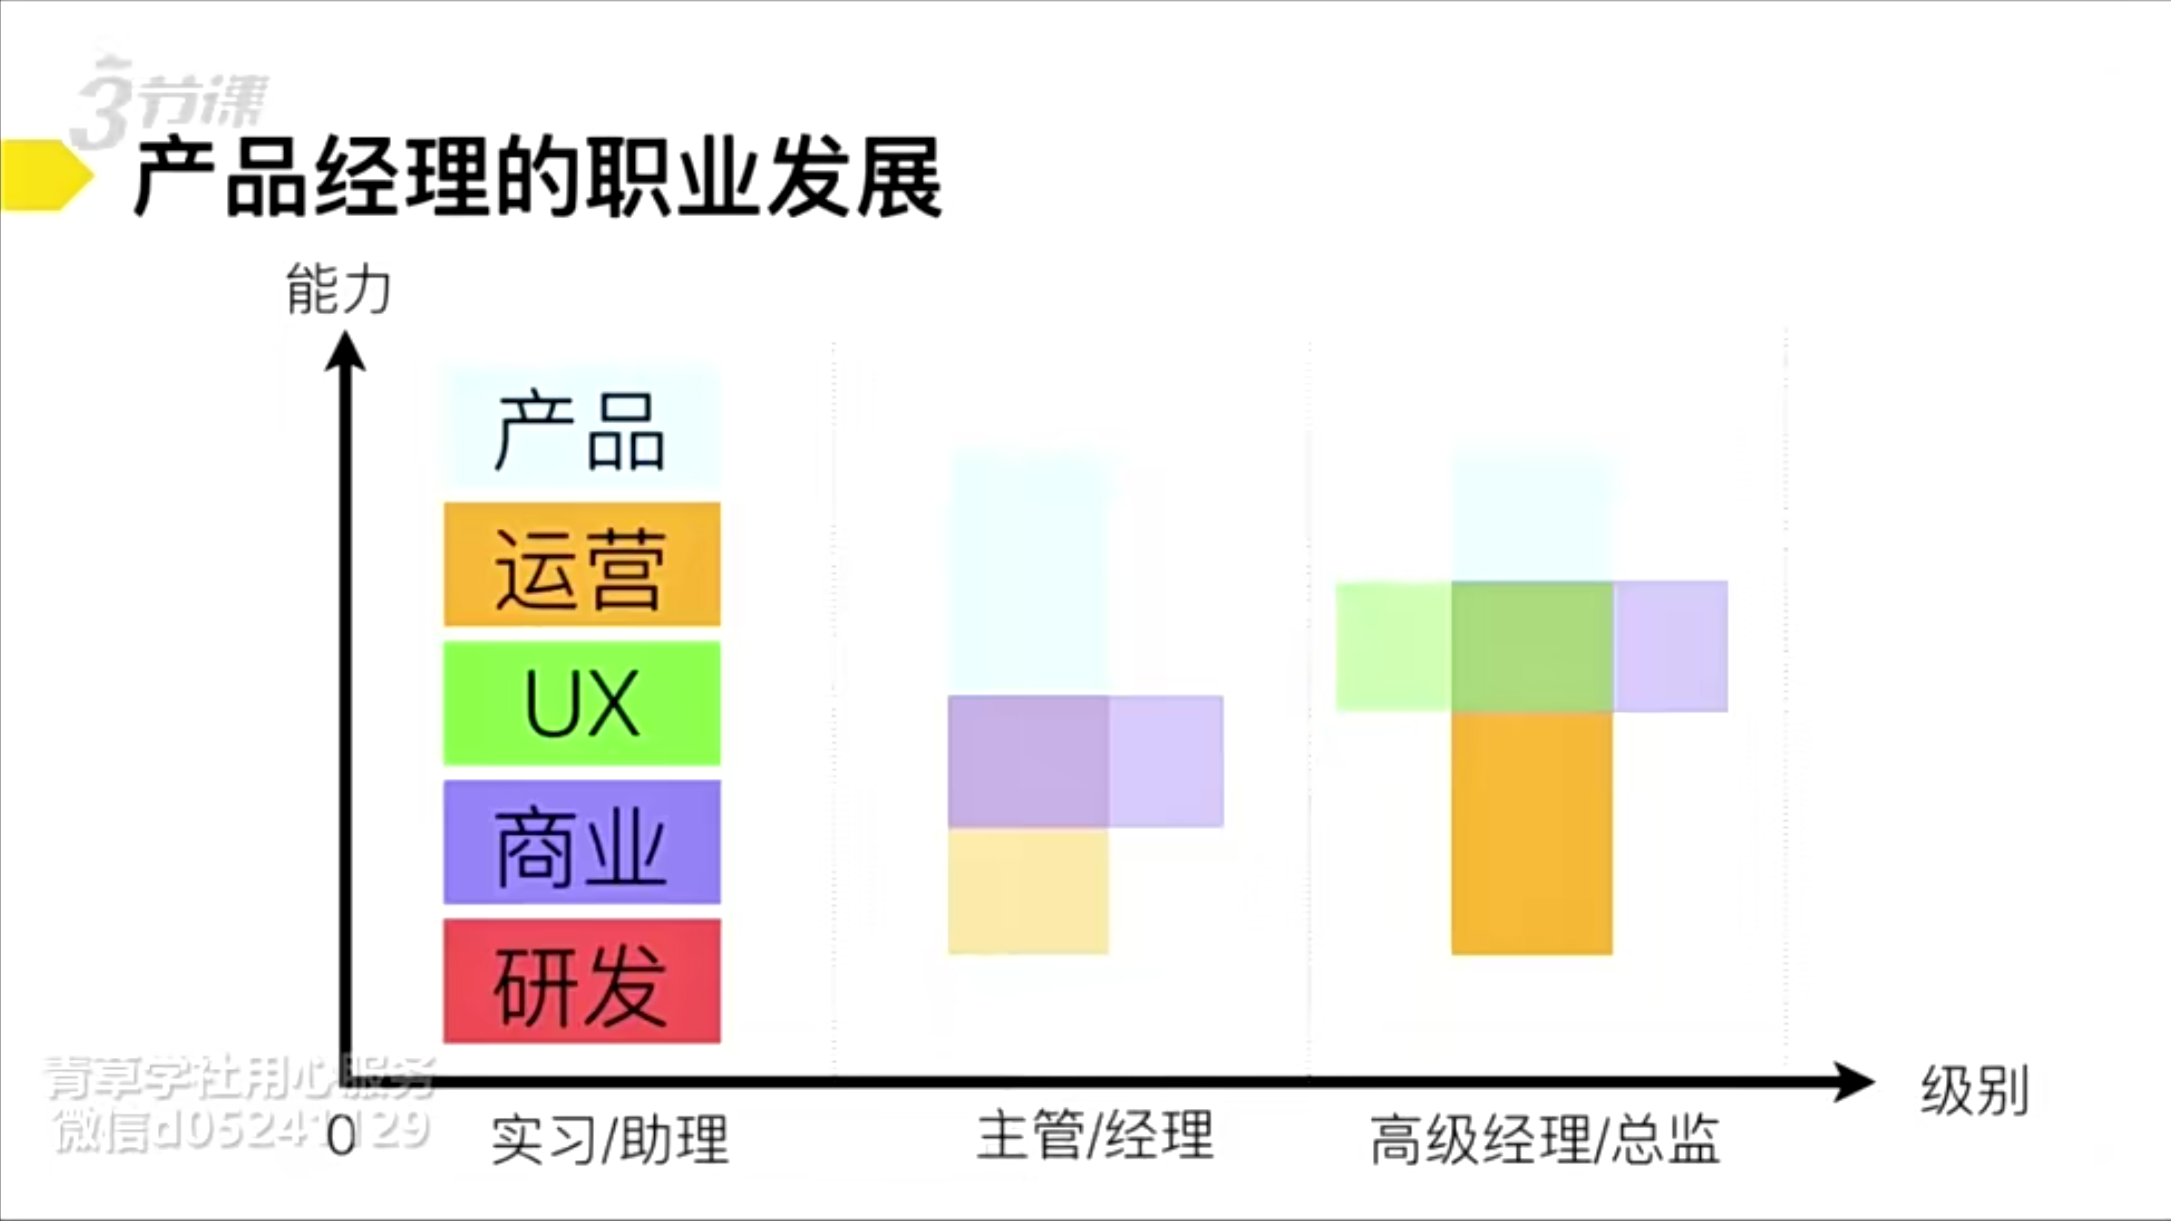 3节课
产品经理的职业发展
能力
产品
运营
UX
商业
研发
青草学社用心服务
微信d05241129
0
实习/助理
主管/经理
高级经理/总监
级别